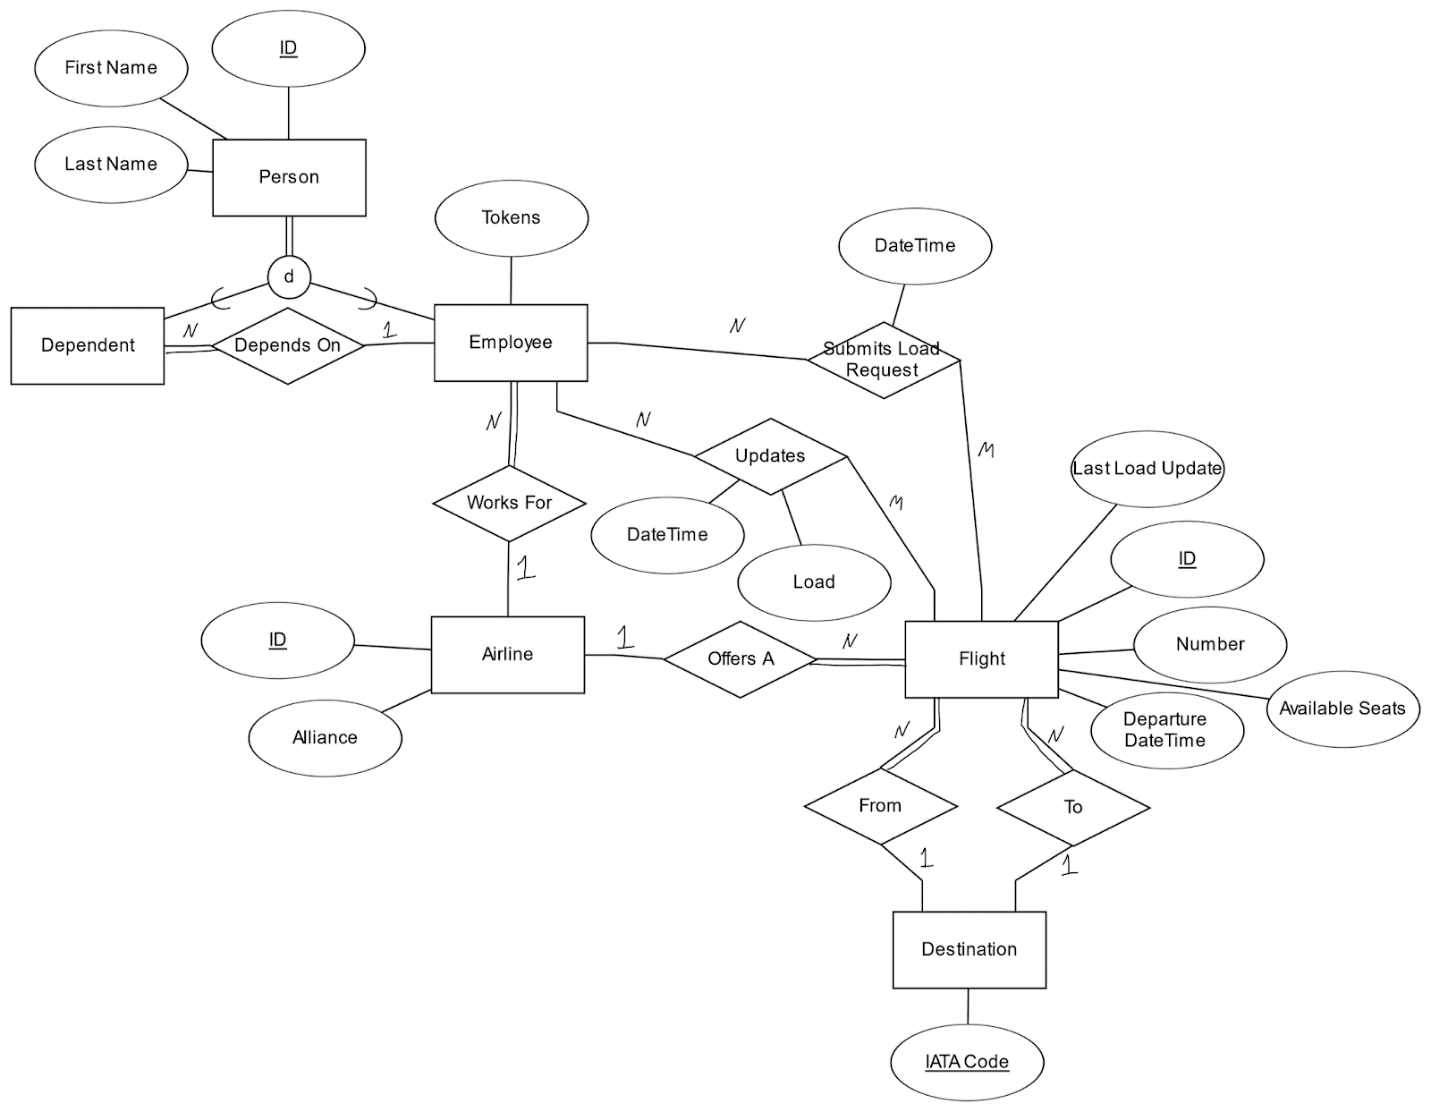 ID
First Name
Last Name
Person
Tokens
DateTime
d
Dependent
N
Depends On
1
Employee
N
Submits Load
Request
N
N
M
Updates
Last Load Update
Works For
M
DateTime
ID
1
Load
ID
1
N
Number
Airline
Offers A
Flight
Available Seats
Alliance
Departure
DateTime
N
N
From
To
1
1
Destination
IATA Code